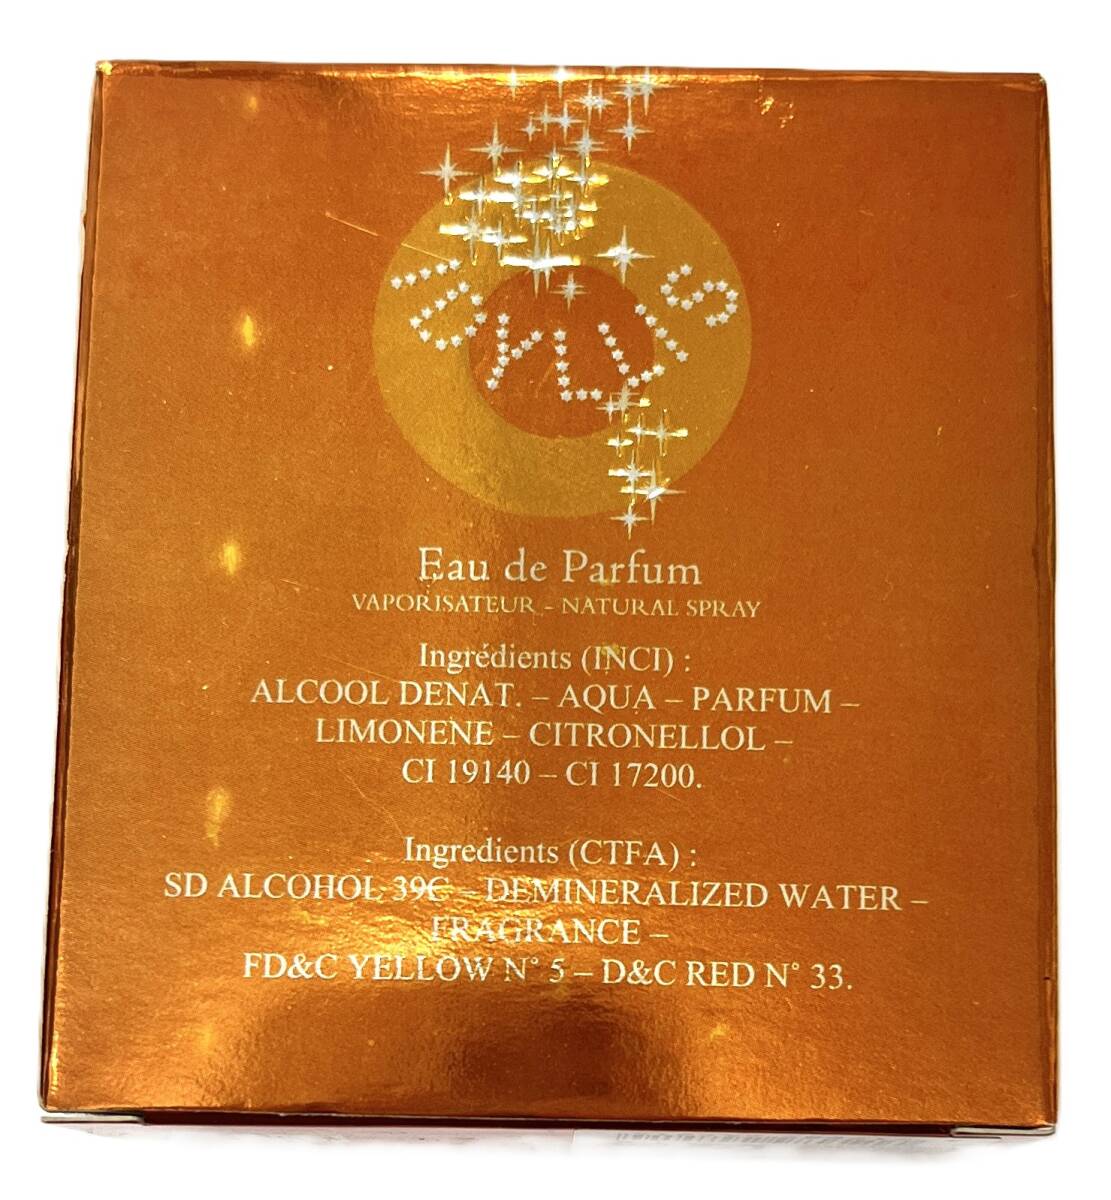 Eau de Parfum
VAPORISATEUR - NATURAL SPRAY
Ingrédients (INCI) :
ALCOOL DENAT. – AQUA – PARFUM –
LIMONENE – CITRONELLOL –
CI 19140 – CI 17200.
Ingredients (CTFA) :
SD ALCOHOL 39C – DEMINERALIZED WATER –
FRAGRANCE –
FD&C YELLOW N° 5 – D&C RED N° 33.